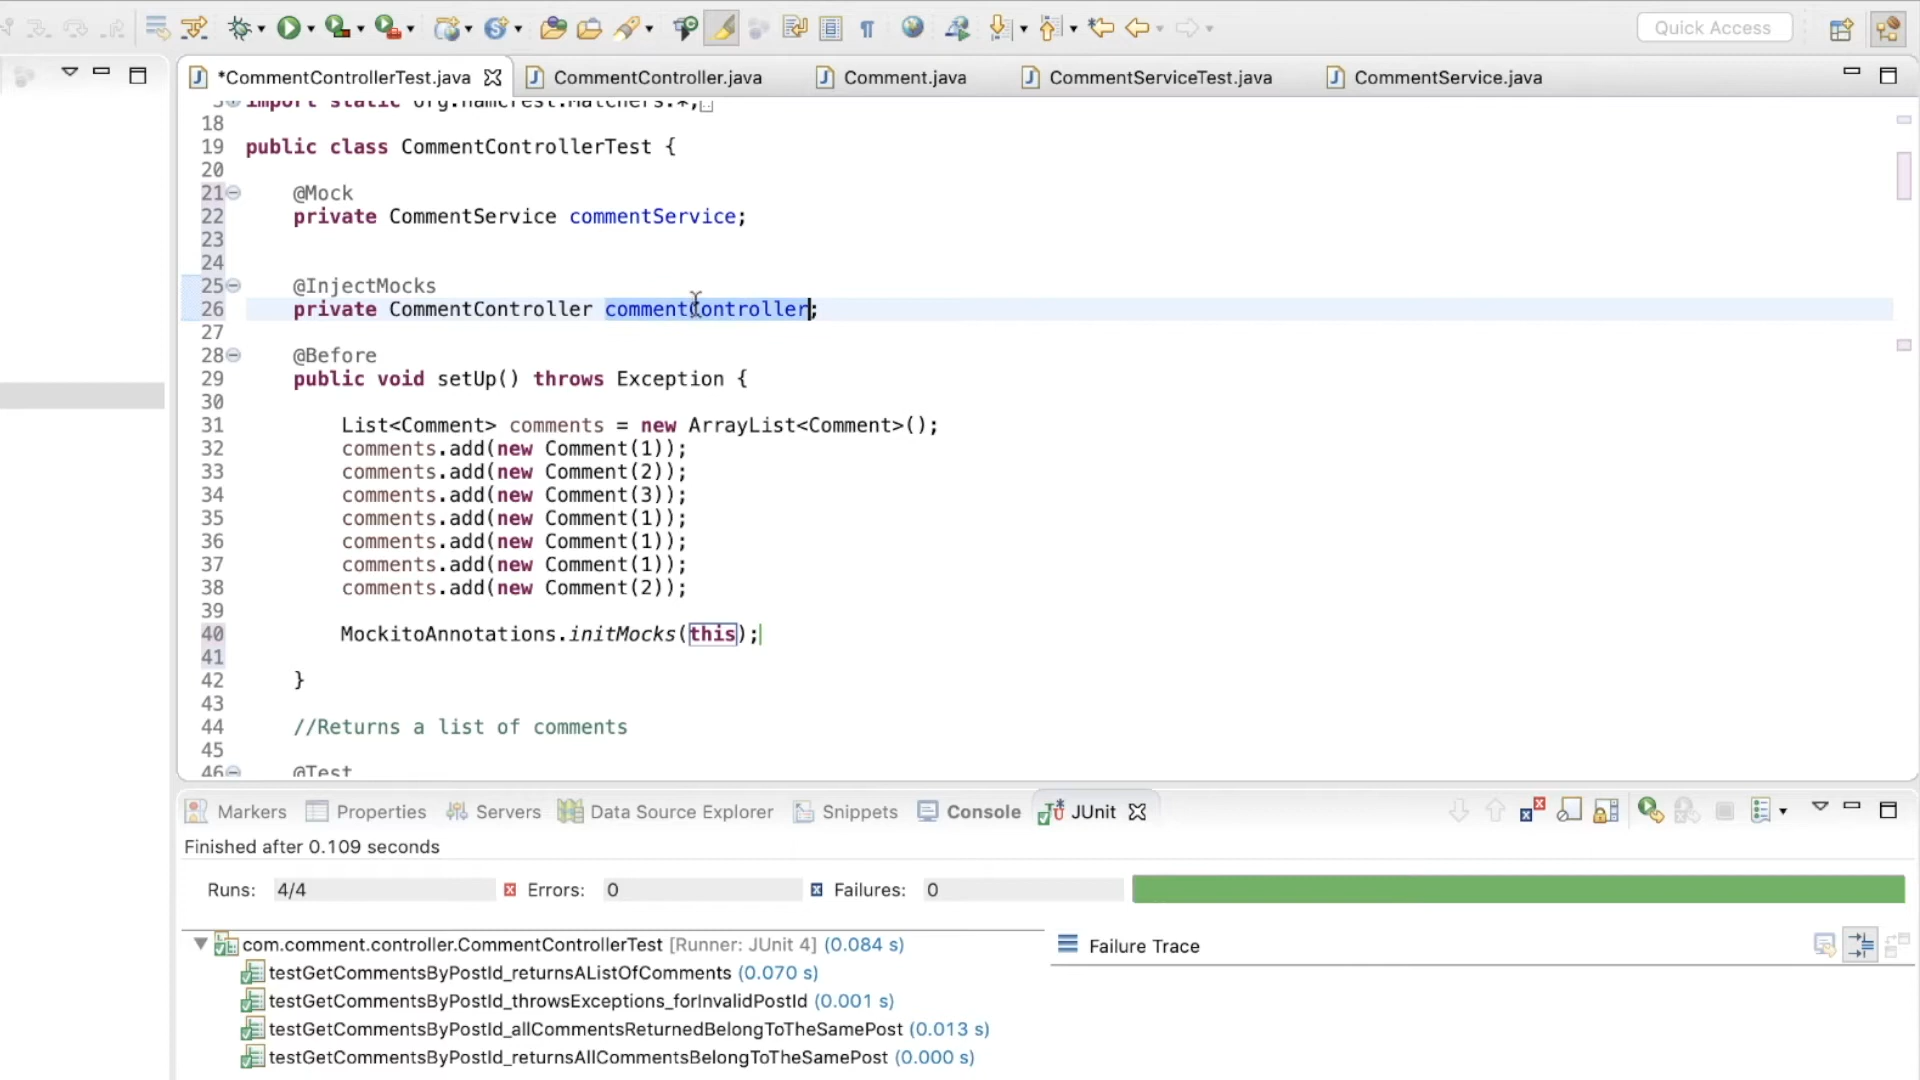 Quick Access
*CommentControllerTest.java CommentController.java Comment.java CommentServiceTest.java CommentService.java
import static org.hamcrest.Matchers.*;
18
19 public class CommentControllerTest {
20
21 @Mock
22 private CommentService commentService;
23
24
25 @InjectMocks
26 private CommentController commentController;
27
28 @Before
29 public void setUp() throws Exception {
30
31 List<Comment> comments = new ArrayList<Comment>();
32 comments.add(new Comment(1));
33 comments.add(new Comment(2));
34 comments.add(new Comment(3));
35 comments.add(new Comment(1));
36 comments.add(new Comment(1));
37 comments.add(new Comment(1));
38 comments.add(new Comment(2));
39
40 MockitoAnnotations.initMocks(this);
41
42 }
43
44 //Returns a list of comments
45
46 @Test
Markers Properties Servers Data Source Explorer Snippets Console JUnit
Finished after 0.109 seconds
Runs: 4/4 Errors: 0 Failures: 0
com.comment.controller.CommentControllerTest [Runner: JUnit 4] (0.084 s)
Failure Trace
testGetCommentsByPostId_returnsAListOfComments (0.070 s)
testGetCommentsByPostId_throwsExceptions_forInvalidPostId (0.001 s)
testGetCommentsByPostId_allCommentsReturnedBelongToTheSamePost (0.013 s)
testGetCommentsByPostId_returnsAllCommentsBelongToTheSamePost (0.000 s)